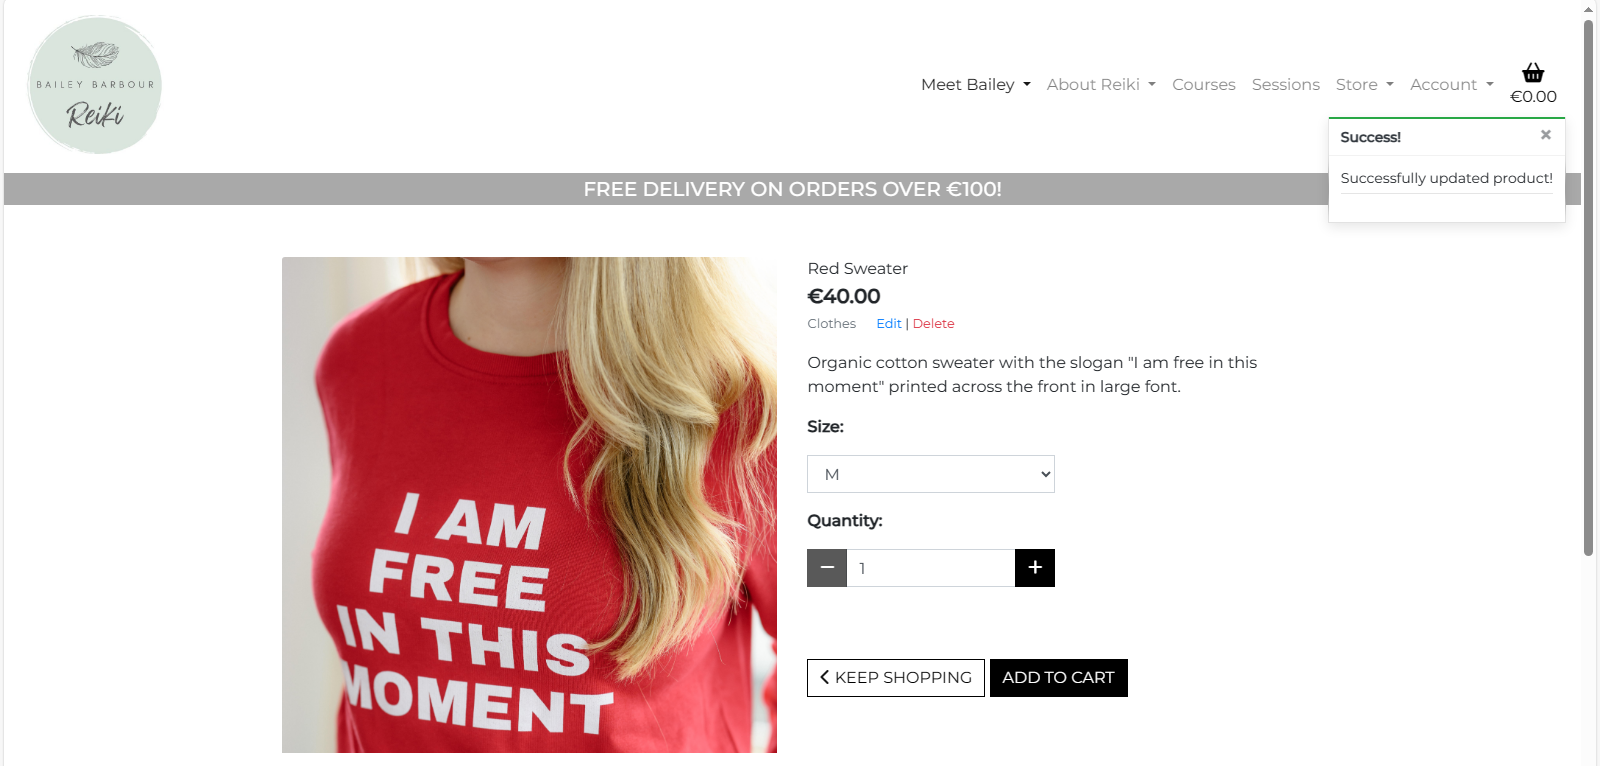 BAILEY BARBOUR
Reiki
Meet Bailey About Reiki Courses Sessions Store Account
€0.00
Success! ×
Successfully updated product!
FREE DELIVERY ON ORDERS OVER €100!
I AM
FREE
IN THIS
MOMENT
Red Sweater
€40.00
Clothes Edit | Delete
Organic cotton sweater with the slogan "I am free in this
moment" printed across the front in large font.
Size:
M
Quantity:
1
KEEP SHOPPING ADD TO CART